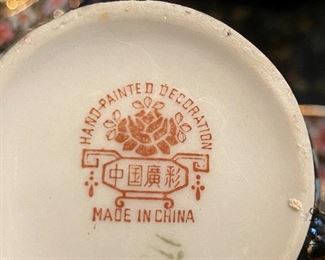 HAND-PAINTED DECORATION
中国廣彩
MADE IN CHINA